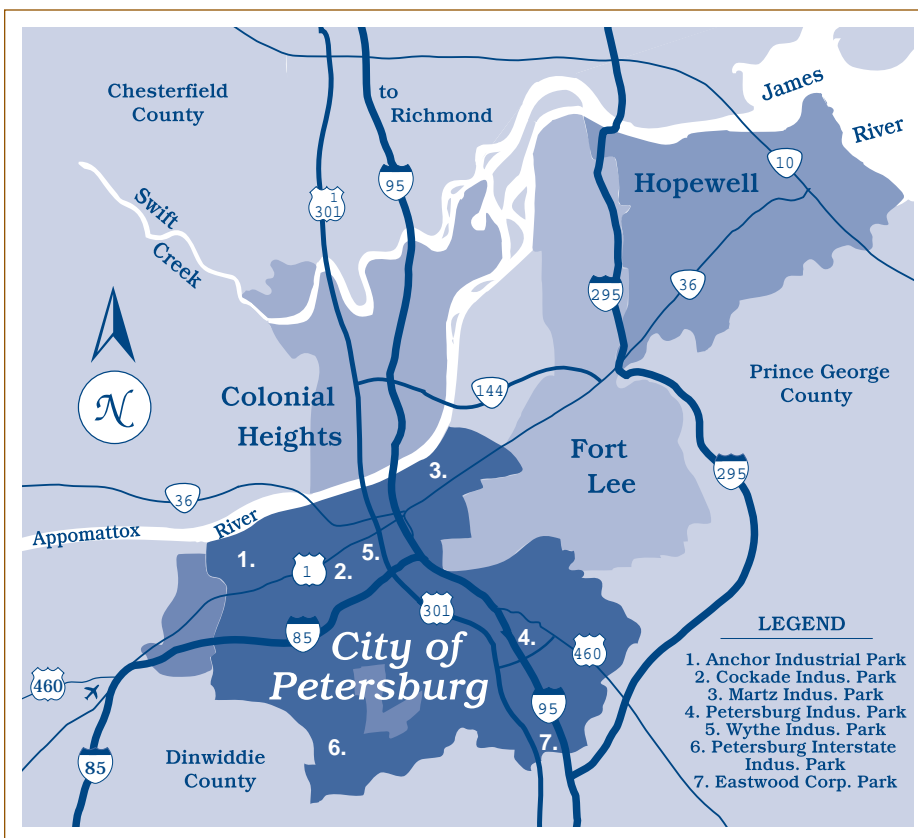 Chesterfield
County
to
Richmond
James
River
10
Hopewell
95
1
301
Swift
Creek
295
36
N
Colonial
Heights
144
Prince George
County
Fort
Lee
295
3.
36
Appomattox
River
1.
1
2.
5.
301
85
City of
Petersburg
4.
460
460
95
6.
7.
85
Dinwiddie
County
LEGEND
1. Anchor Industrial Park
2. Cockade Indus. Park
3. Martz Indus. Park
4. Petersburg Indus. Park
5. Wythe Indus. Park
6. Petersburg Interstate
Indus. Park
7. Eastwood Corp. Park